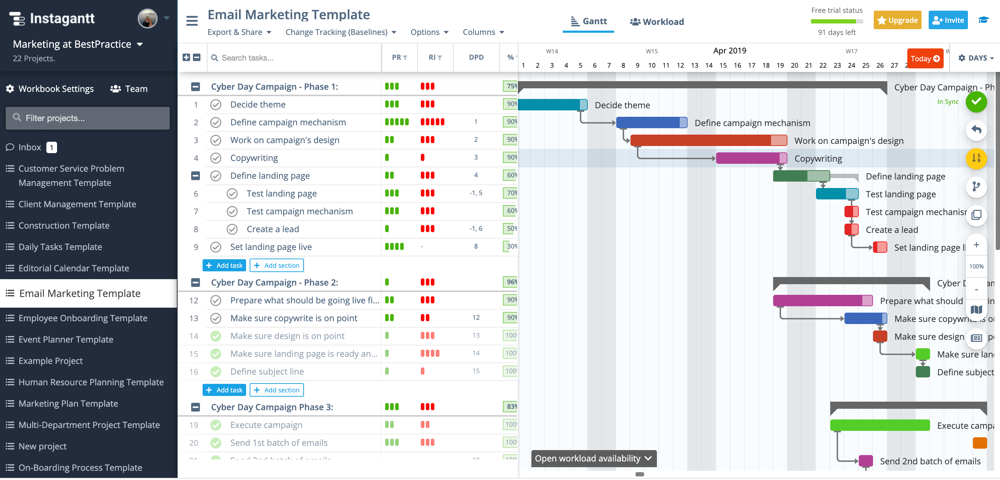 Instagantt
Marketing at BestPractice
22 Projects.
Workbook Settings
Team
Filter projects...
Inbox 1
Customer Service Problem
Management Template
Client Management Template
Construction Template
Daily Tasks Template
Editorial Calendar Template
Email Marketing Template
Employee Onboarding Template
Event Planner Template
Example Project
Human Resource Planning Template
Marketing Plan Template
Multi-Department Project Template
New project
On-Boarding Process Template
Email Marketing Template
Export & Share
Change Tracking (Baselines)
Options
Columns
Gantt
Workload
Free trial status
91 days left
Upgrade
Invite
Search tasks...
PR RI DPD %
W14 W15 Apr 2019 W17 W
1 2 3 4 5 6 7 8 9 10 11 12 13 14 15 16 17 18 19 20 21 22 23 24 25 26 27
Today
DAYS
Cyber Day Campaign - Phase 1: 75%
1 Decide theme 90%
2 Define campaign mechanism 1 90%
3 Work on campaign's design 2 90%
4 Copywriting 3 90%
Define landing page 4 60%
6 Test landing page -1, 5 70%
7 Test campaign mechanism 60%
8 Create a lead -1, 6 50%
9 Set landing page live - 8 30%
+ Add task + Add section
Cyber Day Campaign - Phase 2: 96%
12 Prepare what should be going live fi... 90%
13 Make sure copywrite is on point 12 90%
14 Make sure design is on point 13 100
15 Make sure landing page is ready an... 14 100
16 Define subject line 15 100
+ Add task + Add section
Cyber Day Campaign Phase 3: 83%
19 Execute campaign 100
20 Send 1st batch of emails 100
Cyber Day Campaign - Ph
In Sync
Decide theme
Define campaign mechanism
Work on campaign's design
Copywriting
Define landing page
Test landing page
Test campaign mechanism
Create a lead
Set landing page li
+
100%
-
Cyber
Prepare what should
Make sure copywrite is o
Make sure design
Make sure lan
Define subject
Execute camp
Send 2nd batch of emails
Open workload availability